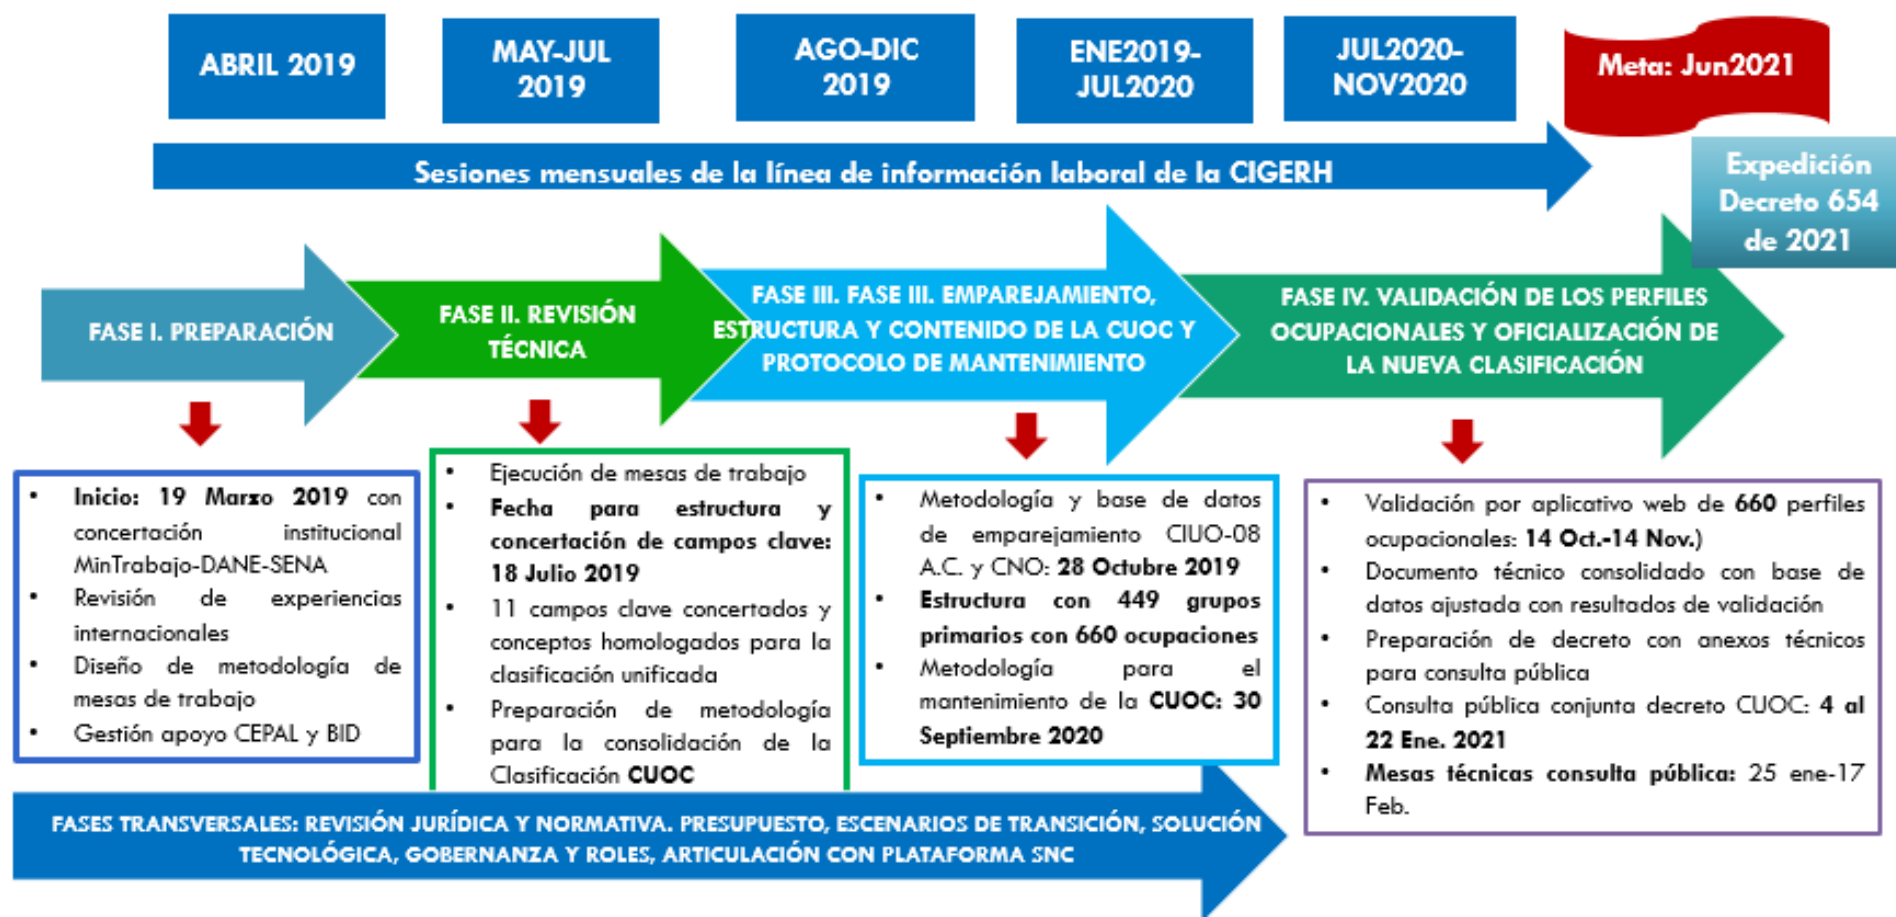 ABRIL 2019
MAY-JUL
2019
AGO-DIC
2019
ENE2019-
JUL2020
JUL2020-
NOV2020
Meta: Jun2021
Sesiones mensuales de la línea de información laboral de la CIGERH
Expedición
Decreto 654
de 2021
FASE I. PREPARACIÓN
FASE II. REVISIÓN
TÉCNICA
FASE III. FASE III. EMPAREJAMIENTO,
ESTRUCTURA Y CONTENIDO DE LA CUOC Y
PROTOCOLO DE MANTENIMIENTO
FASE IV. VALIDACIÓN DE LOS PERFILES
OCUPACIONALES Y OFICIALIZACIÓN DE
LA NUEVA CLASIFICACIÓN
• Inicio: 19 Marzo 2019 con
concertación institucional
MinTrabajo-DANE-SENA
• Revisión de experiencias
internacionales
• Diseño de metodología de
mesas de trabajo
• Gestión apoyo CEPAL y BID
• Ejecución de mesas de trabajo
• Fecha para estructura y
concertación de campos clave:
18 Julio 2019
• 11 campos clave concertados y
conceptos homologados para la
clasificación unificada
• Preparación de metodología
para la consolidación de la
Clasificación CUOC
• Metodología y base de datos
de emparejamiento CIUO-08
A.C. y CNO: 28 Octubre 2019
• Estructura con 449 grupos
primarios con 660 ocupaciones
• Metodología para el
mantenimiento de la CUOC: 30
Septiembre 2020
• Validación por aplicativo web de 660 perfiles
ocupacionales: 14 Oct.-14 Nov.)
• Documento técnico consolidado con base de
datos ajustada con resultados de validación
• Preparación de decreto con anexos técnicos
para consulta pública
• Consulta pública conjunta decreto CUOC: 4 al
22 Ene. 2021
• Mesas técnicas consulta pública: 25 ene-17
Feb.
FASES TRANSVERSALES: REVISIÓN JURÍDICA Y NORMATIVA. PRESUPUESTO, ESCENARIOS DE TRANSICIÓN, SOLUCIÓN
TECNOLÓGICA, GOBERNANZA Y ROLES, ARTICULACIÓN CON PLATAFORMA SNC